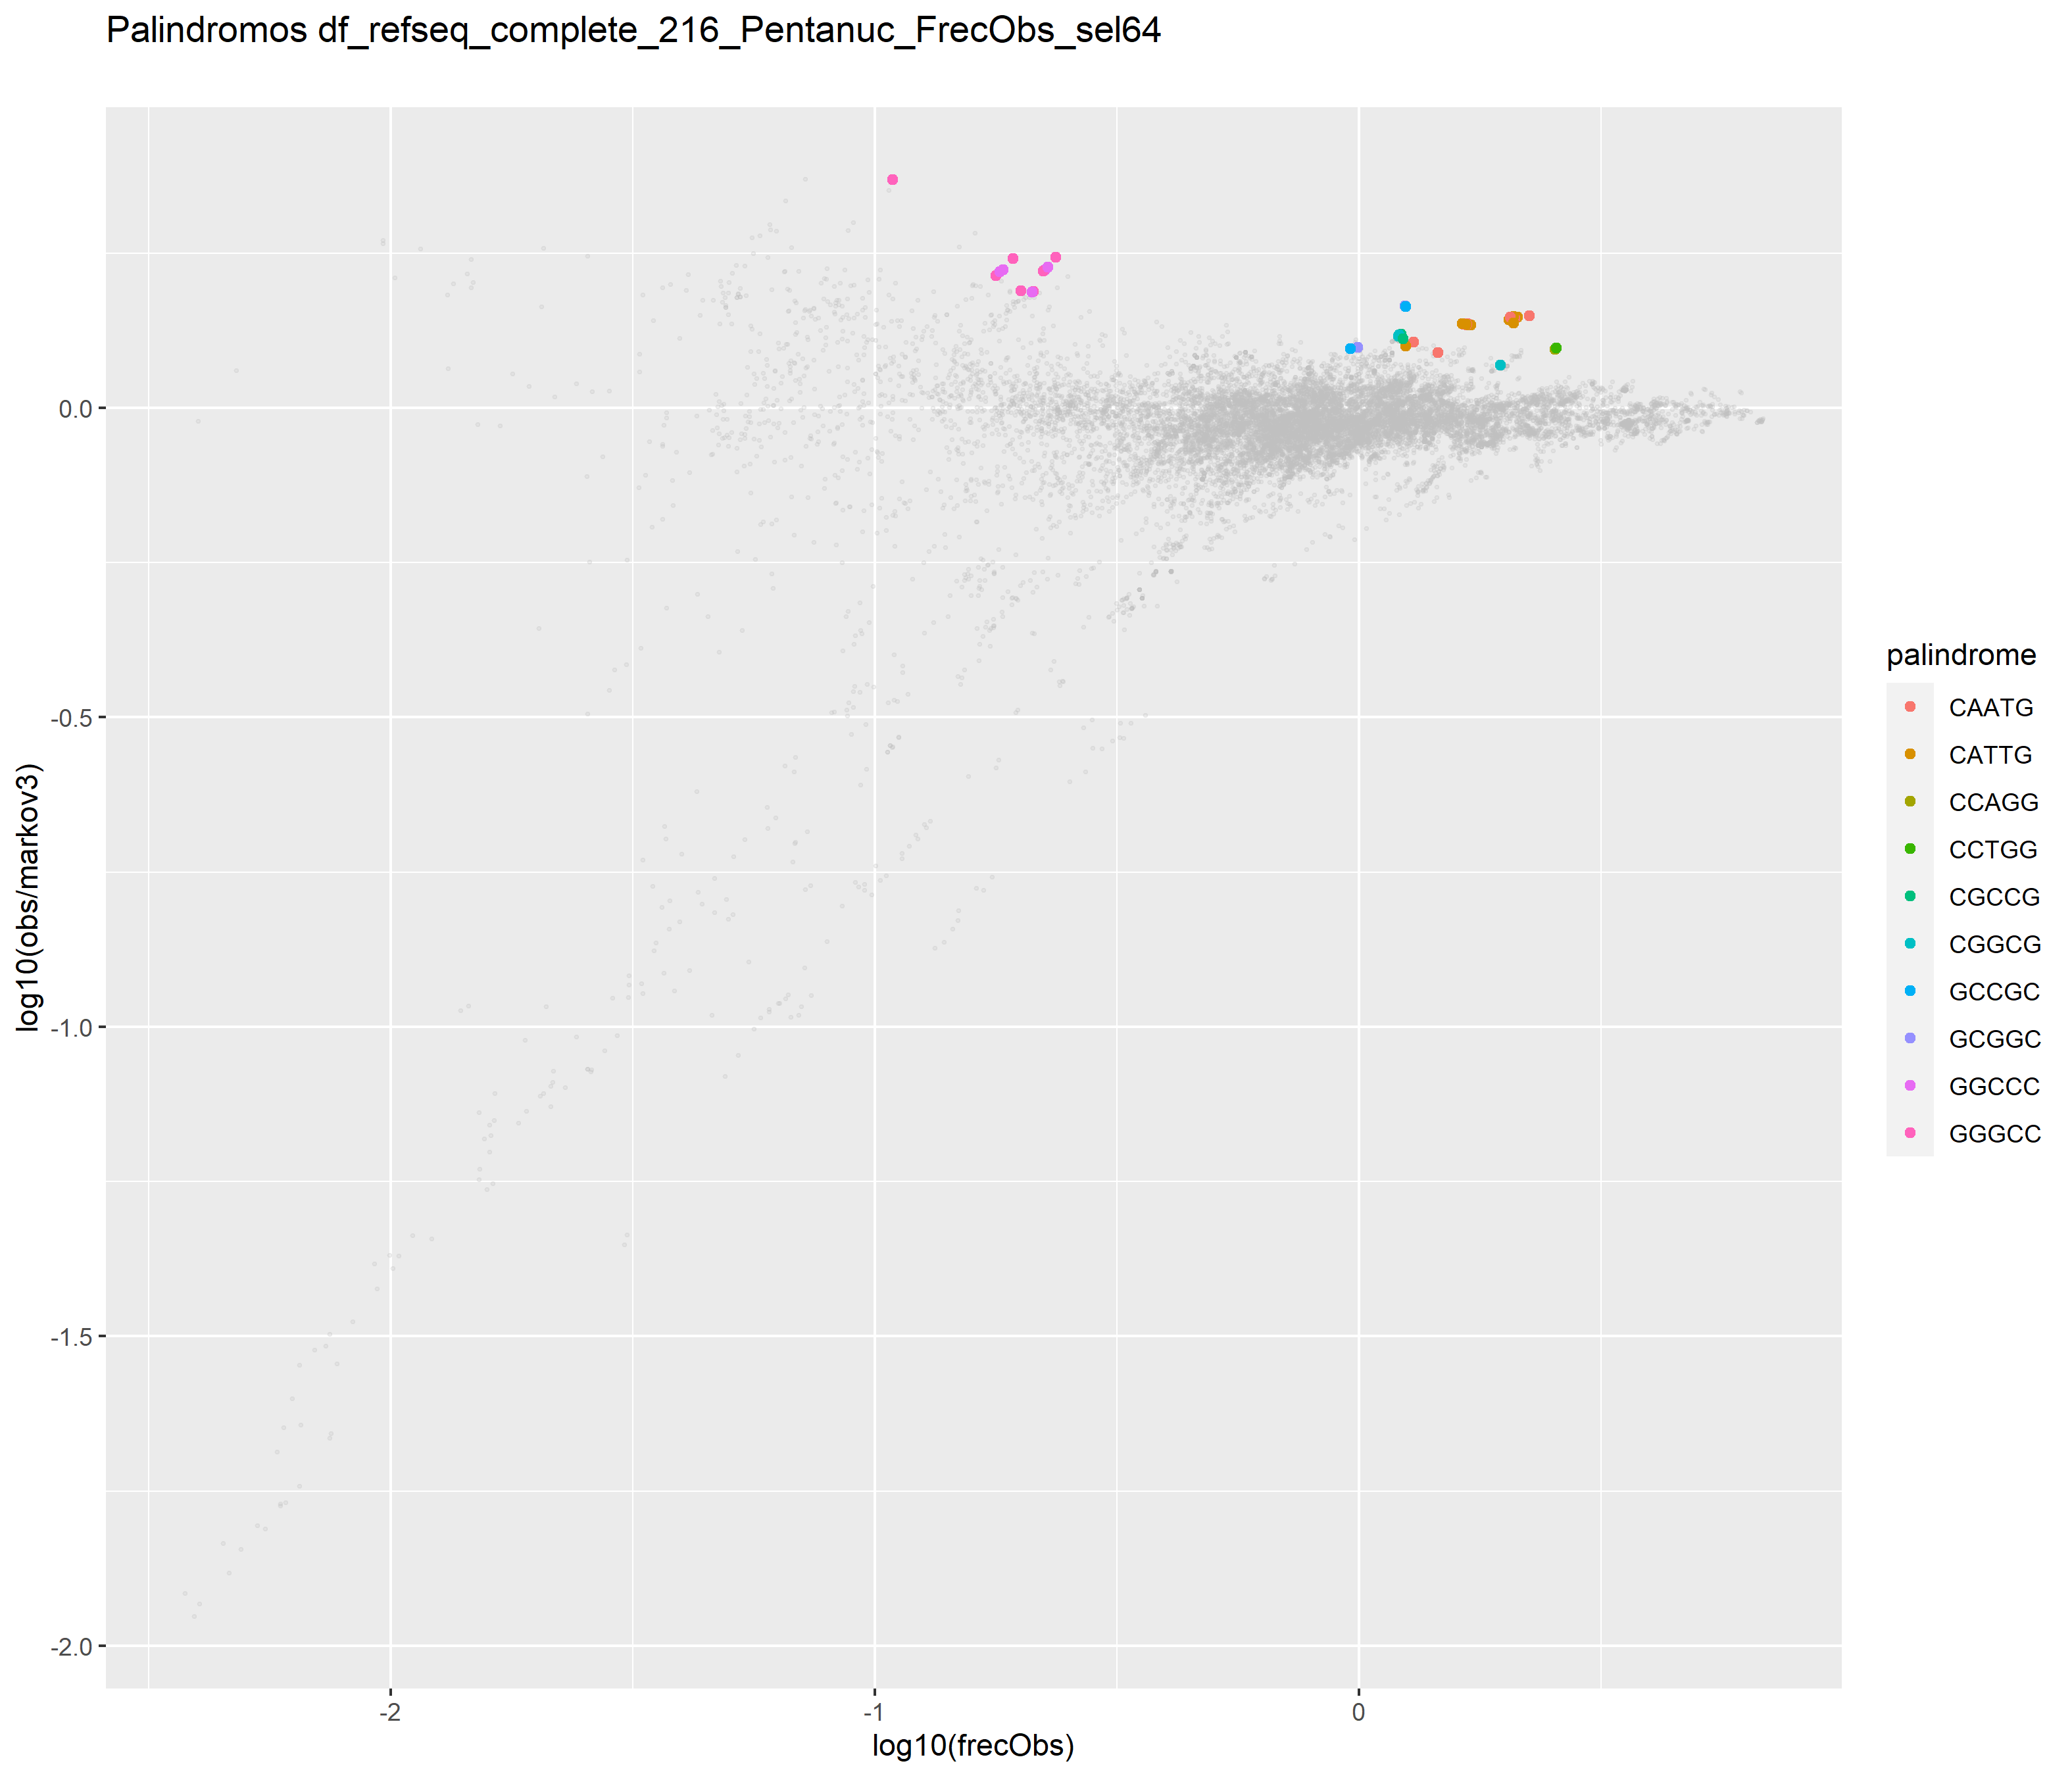 Palindromos df_refseq_complete_216_Pentanuc_FrecObs_sel64
0.0
-0.5
-1.0
-1.5
-2.0
log10(obs/markov3)
-2
-1
0
log10(frecObs)
palindrome
CAATG
CATTG
CCAGG
CCTGG
CGCCG
CGGCG
GCCGC
GCGGC
GGCCC
GGGCC